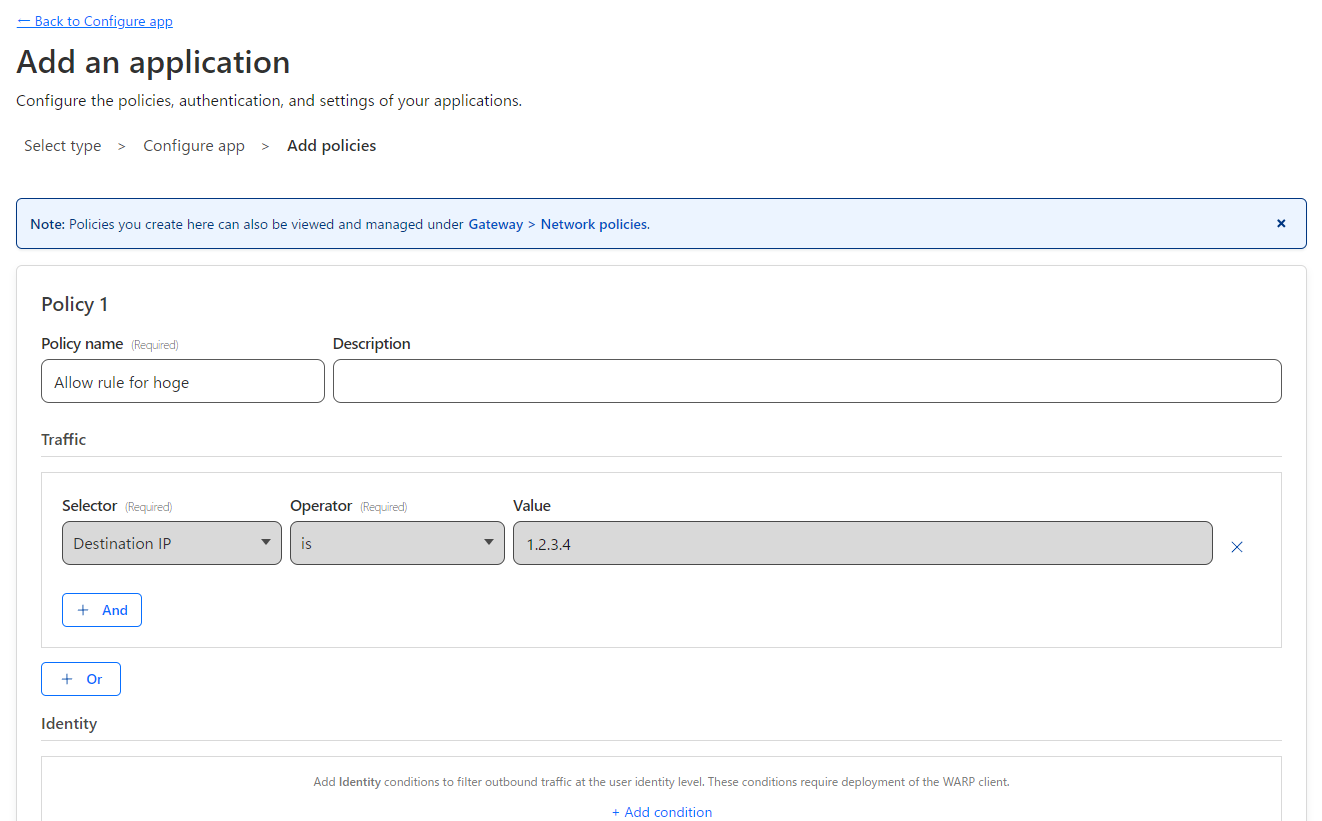 ← Back to Configure app
Add an application
Configure the policies, authentication, and settings of your applications.
Select type > Configure app > Add policies
Note: Policies you create here can also be viewed and managed under Gateway > Network policies. ×
Policy 1
Policy name (Required) Description
Allow rule for hoge
Traffic
Selector (Required) Operator (Required) Value
Destination IP is 1.2.3.4
+ And
+ Or
Identity
Add Identity conditions to filter outbound traffic at the user identity level. These conditions require deployment of the WARP client.
+ Add condition